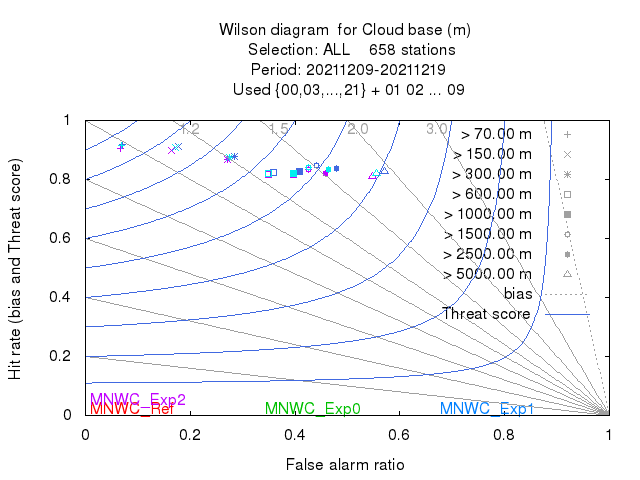 Wilson diagram  for Cloud base (m)
Selection: ALL    658 stations
Period: 20211209-20211219
Used {00,03,...,21} + 01 02 ... 09
Hit rate (bias and Threat score)
1
0.8
0.6
0.4
0.2
0
1.2
1.5
2.0
3.0
> 70.00 m
> 150.00 m
> 300.00 m
> 600.00 m
> 1000.00 m
> 1500.00 m
> 2500.00 m
> 5000.00 m
bias
Threat score
MNWC_Exp2
MNWC_Ref
MNWC_Exp0
MNWC_Exp1
0 0.2 0.4 0.6 0.8 1
False alarm ratio